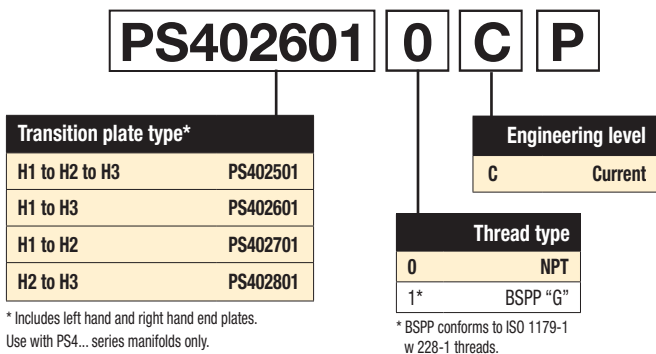 PS402601 0 C P
Transition plate type*
H1 to H2 to H3 PS402501
H1 to H3 PS402601
H1 to H2 PS402701
H2 to H3 PS402801
* Includes left hand and right hand end plates.
Use with PS4... series manifolds only.
Engineering level
C Current
Thread type
0 NPT
1* BSPP “G”
* BSPP conforms to ISO 1179-1
w 228-1 threads.